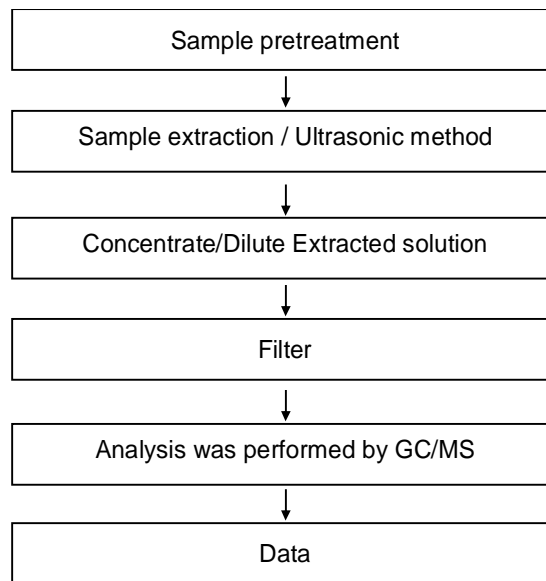 Sample pretreatment
Sample extraction / Ultrasonic method
Concentrate/Dilute Extracted solution
Filter
Analysis was performed by GC/MS
Data